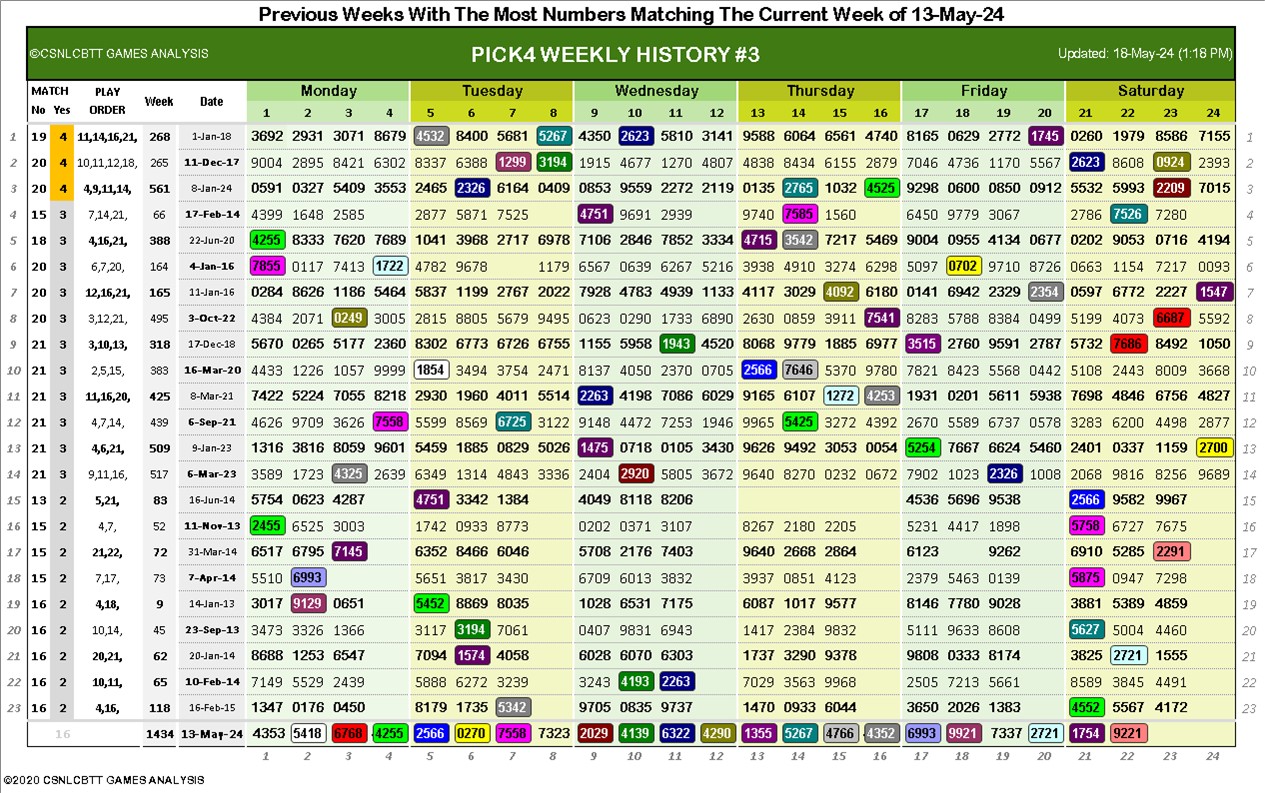 Previous Weeks With The Most Numbers Matching The Current Week of 13-May-24
©CSNLCBTT GAMES ANALYSIS PICK4 WEEKLY HISTORY #3 Updated: 18-May-24 (1:18 PM)
MATCH PLAY Week Date Monday Tuesday Wednesday Thursday Friday Saturday
No Yes ORDER 1 2 3 4 5 6 7 8 9 10 11 12 13 14 15 16 17 18 19 20 21 22 23 24
1 19 4 11,14,16,21, 268 1-Jan-18 3692 2931 3071 8679 4532 8400 5681 5267 4350 2623 5810 3141 9588 6064 6561 4740 8165 0629 2772 1745 0260 1979 8586 7155 1
2 20 4 10,11,12,18, 265 11-Dec-17 9004 2895 8421 6302 8337 6388 1299 3194 1915 4677 1270 4807 4838 8434 6155 2879 7046 4736 1170 5567 2623 8608 0924 2393 2
3 20 4 4,9,11,14, 561 8-Jan-24 0591 0327 5409 3553 2465 2326 6164 0409 0853 9559 2272 2119 0135 2765 1032 4525 9298 0600 0850 0912 5532 5993 2209 7015 3
4 15 3 7,14,21, 66 17-Feb-14 4399 1648 2585 2877 5871 7525 4751 9691 2939 9740 7585 1560 6450 9779 3067 2786 7526 7280 4
5 18 3 4,16,21, 388 22-Jun-20 4255 8333 7620 7689 1041 3968 2717 6978 7106 2846 7852 3334 4715 3542 7217 5469 9004 0955 4134 0677 0202 9053 0716 4194 5
6 20 3 6,7,20, 164 4-Jan-16 7855 0117 7413 1722 4782 9678 1179 6567 0639 6267 5216 3938 4910 3274 6298 5097 0702 9710 8726 0663 1154 7217 0093 6
7 20 3 12,16,21, 165 11-Jan-16 0284 8626 1186 5464 5837 1199 2767 2022 7928 4783 4939 1133 4117 3029 4092 6180 0141 6942 2329 2354 0597 6772 2227 1547 7
8 20 3 3,12,21, 495 3-Oct-22 4384 2071 0249 3005 2815 8805 5679 9495 0623 0290 1733 6890 2630 0859 3911 7541 8283 5788 8384 0499 5199 4073 6687 5592 8
9 21 3 3,10,13, 318 17-Dec-18 5670 0265 5177 2360 8302 6773 6726 6755 1155 5958 1943 4488 8068 9779 1885 6977 3515 2760 9591 2787 5732 7686 8492 1050 9
10 21 3 2,5,15, 383 16-Mar-20 4433 1226 1057 9999 1854 3494 3754 2471 8137 4050 2370 0705 2566 7646 5370 9780 7821 8423 5568 0442 5108 2443 8009 3668 10
11 21 3 11,16,20, 425 8-Mar-21 7422 5224 7055 8218 2930 1960 4011 5514 2263 4198 7086 6029 9165 6107 1272 4253 1931 0201 5611 5938 7698 4846 6756 4827 11
12 21 3 4,7,14, 439 6-Sep-21 4626 9709 3626 7558 5599 8569 6725 3122 9148 4472 7253 1946 9965 5425 3272 4392 2670 5589 6737 0578 3283 6200 4498 2877 12
13 21 3 4,6,21, 509 9-Jan-23 1316 3816 8059 9601 5459 1885 0829 5026 1475 0718 0105 3430 9626 9492 3053 0054 5254 7667 6624 5460 2401 0337 1159 2700 13
14 21 3 9,11,16, 517 6-Mar-23 3589 1723 4325 2639 6349 1314 4843 3336 2404 2920 5805 3672 9640 8270 0232 0672 7902 1023 2326 1008 2068 9816 8256 9689 14
15 13 2 5,21, 83 16-Jun-14 5754 0623 4287 4751 3342 1384 4049 8118 8206 4536 5696 9538 2566 9582 9967 15
16 15 2 4,7, 52 11-Nov-13 2455 6525 3003 1742 0933 8773 0202 0371 3107 8267 2180 2205 5231 4417 1898 5758 6727 7675 16
17 15 2 21,22, 72 31-Mar-14 6517 6795 7145 6352 8466 6046 5708 2176 7403 9640 2668 2864 6123 9262 6910 5285 2291 17
18 15 2 7,17, 73 7-Apr-14 5510 6993 5651 3817 3430 6709 6013 3832 3937 0851 4123 2379 5463 0139 5875 0947 7298 18
19 16 2 4,18, 9 14-Jan-13 3017 9129 0651 5452 8869 8035 1028 6531 7175 6087 1017 9577 8146 7780 9028 3881 5389 4859 19
20 16 2 10,14, 45 23-Sep-13 3473 3326 1366 3117 3194 7061 0407 9831 6943 1417 2384 9832 5111 9633 8608 5627 5004 4460 20
21 16 2 20,21, 62 20-Jan-14 8688 1253 6547 7094 1574 4058 6028 6070 6303 1737 3290 9378 9808 0333 8174 3825 2721 1555 21
22 16 2 10,11, 65 10-Feb-14 7149 5529 2439 5888 6272 3239 3243 4193 2263 7029 3563 9968 2505 7213 5661 8589 3845 4491 22
23 16 2 4,16, 118 16-Feb-15 1347 0176 0450 8179 1735 5342 9705 0835 9737 1470 0933 6044 3650 2026 1383 4552 5567 4172 23
16 1434 13-May-24 4353 5418 6768 4255 2566 0270 7558 7323 2029 4139 6322 4290 1355 5267 4766 4352 6993 9921 7337 2721 1754 9221
1 2 3 4 5 6 7 8 9 10 11 12 13 14 15 16 17 18 19 20 21 22 23 24
©2020 CSNLCBTT GAMES ANALYSIS